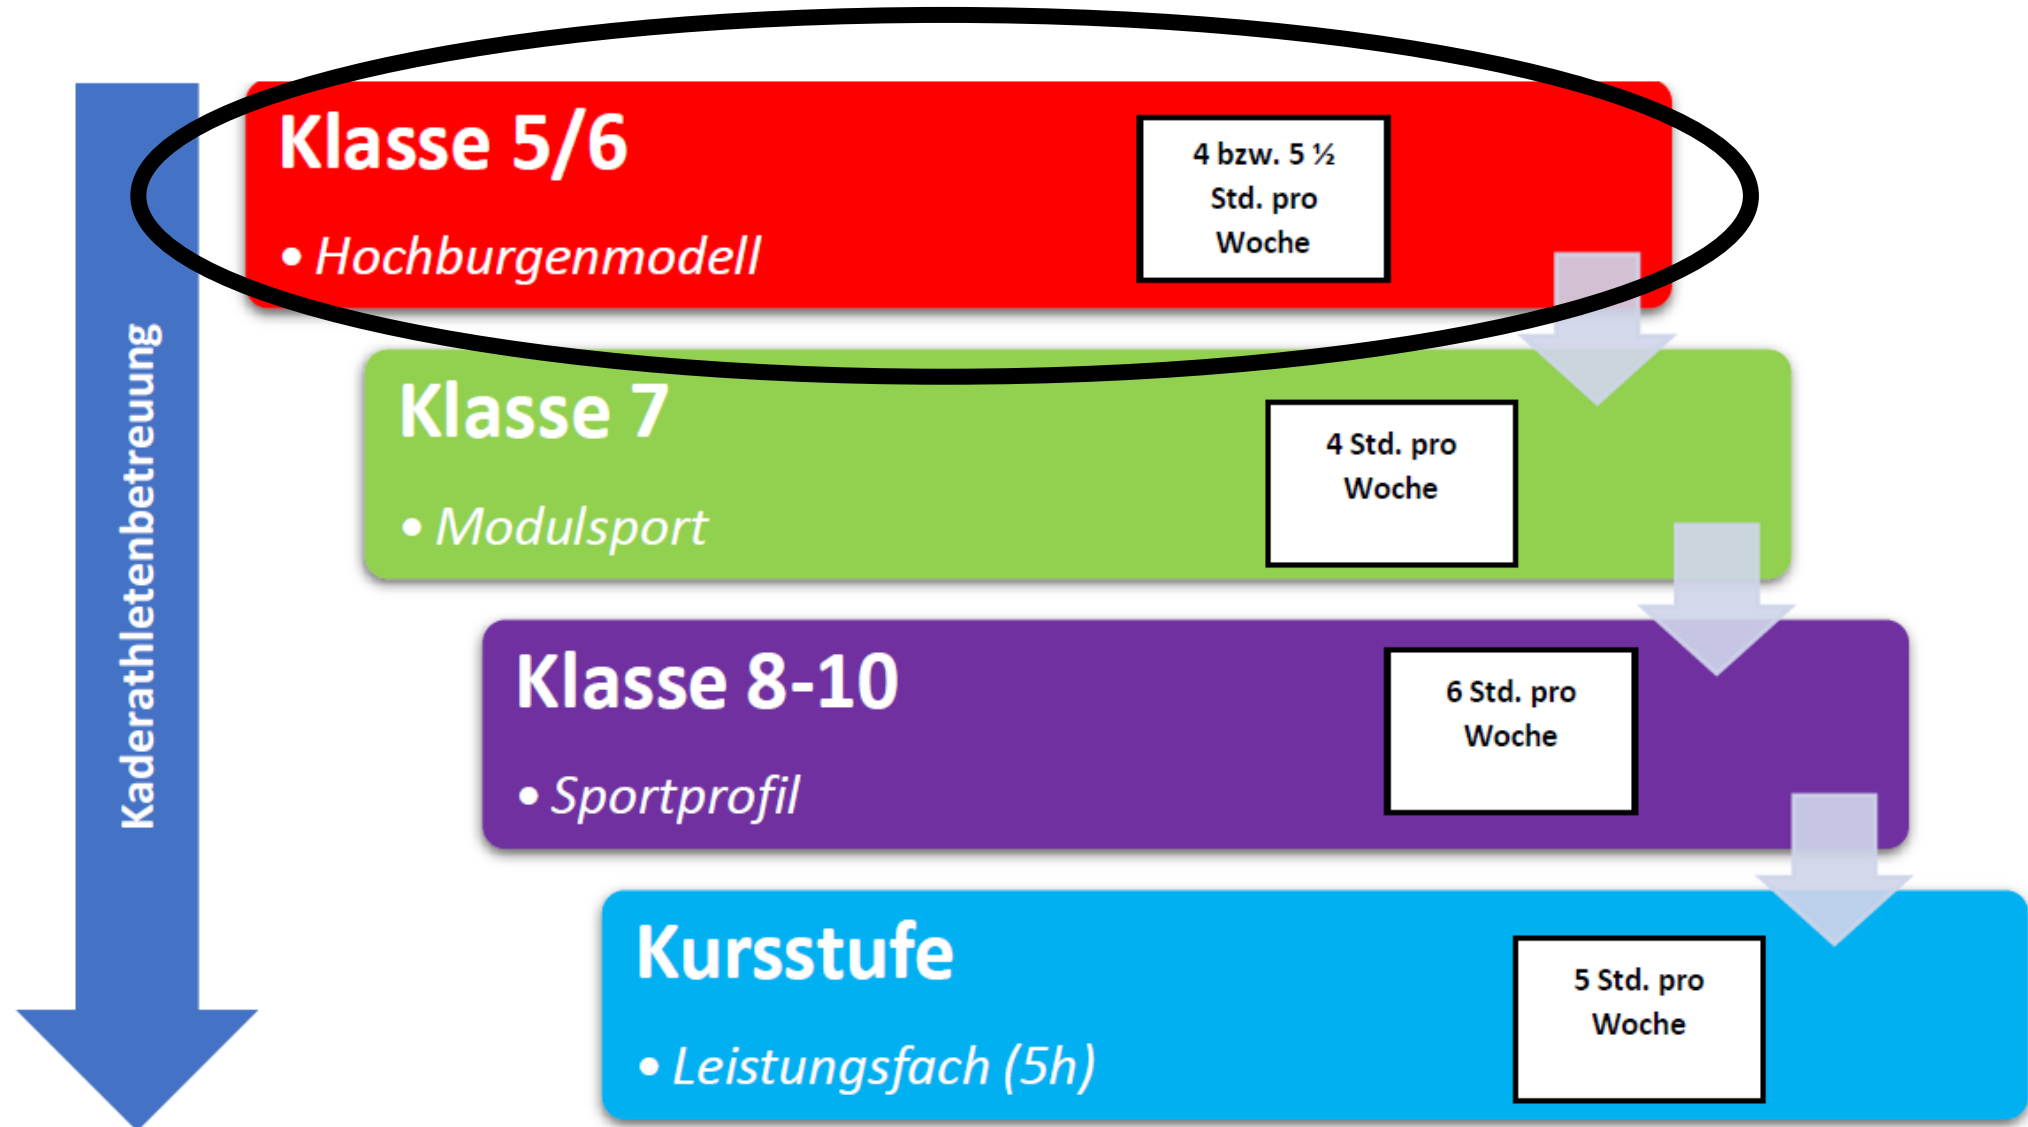 Kaderathletenbetreuung
Klasse 5/6
• Hochburgenmodell
4 bzw. 5 ½
Std. pro
Woche
Klasse 7
• Modulsport
4 Std. pro
Woche
Klasse 8-10
• Sportprofil
6 Std. pro
Woche
Kursstufe
• Leistungsfach (5h)
5 Std. pro
Woche